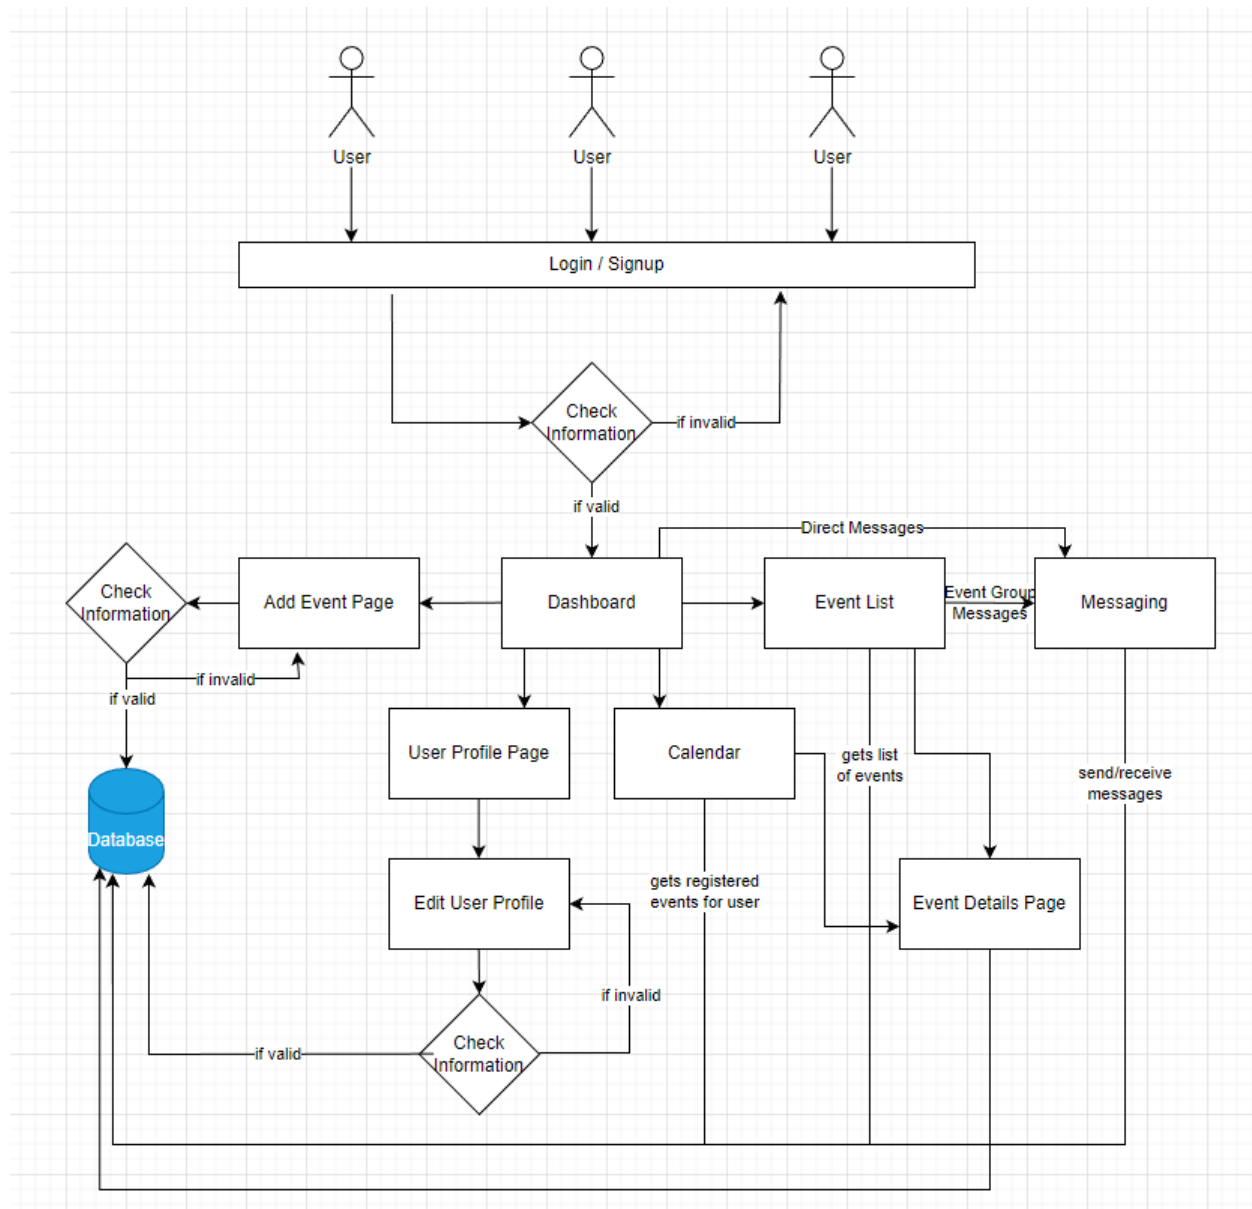 User
User
User
Login / Signup
Check
Information
if invalid
if valid
Direct Messages
Check
Information
Add Event Page
Dashboard
Event List
Event Group
Messages
Messaging
if invalid
if valid
User Profile Page
Calendar
gets list
of events
send/receive
messages
Database
gets registered
events for user
Edit User Profile
Event Details Page
if invalid
Check
Information
if valid